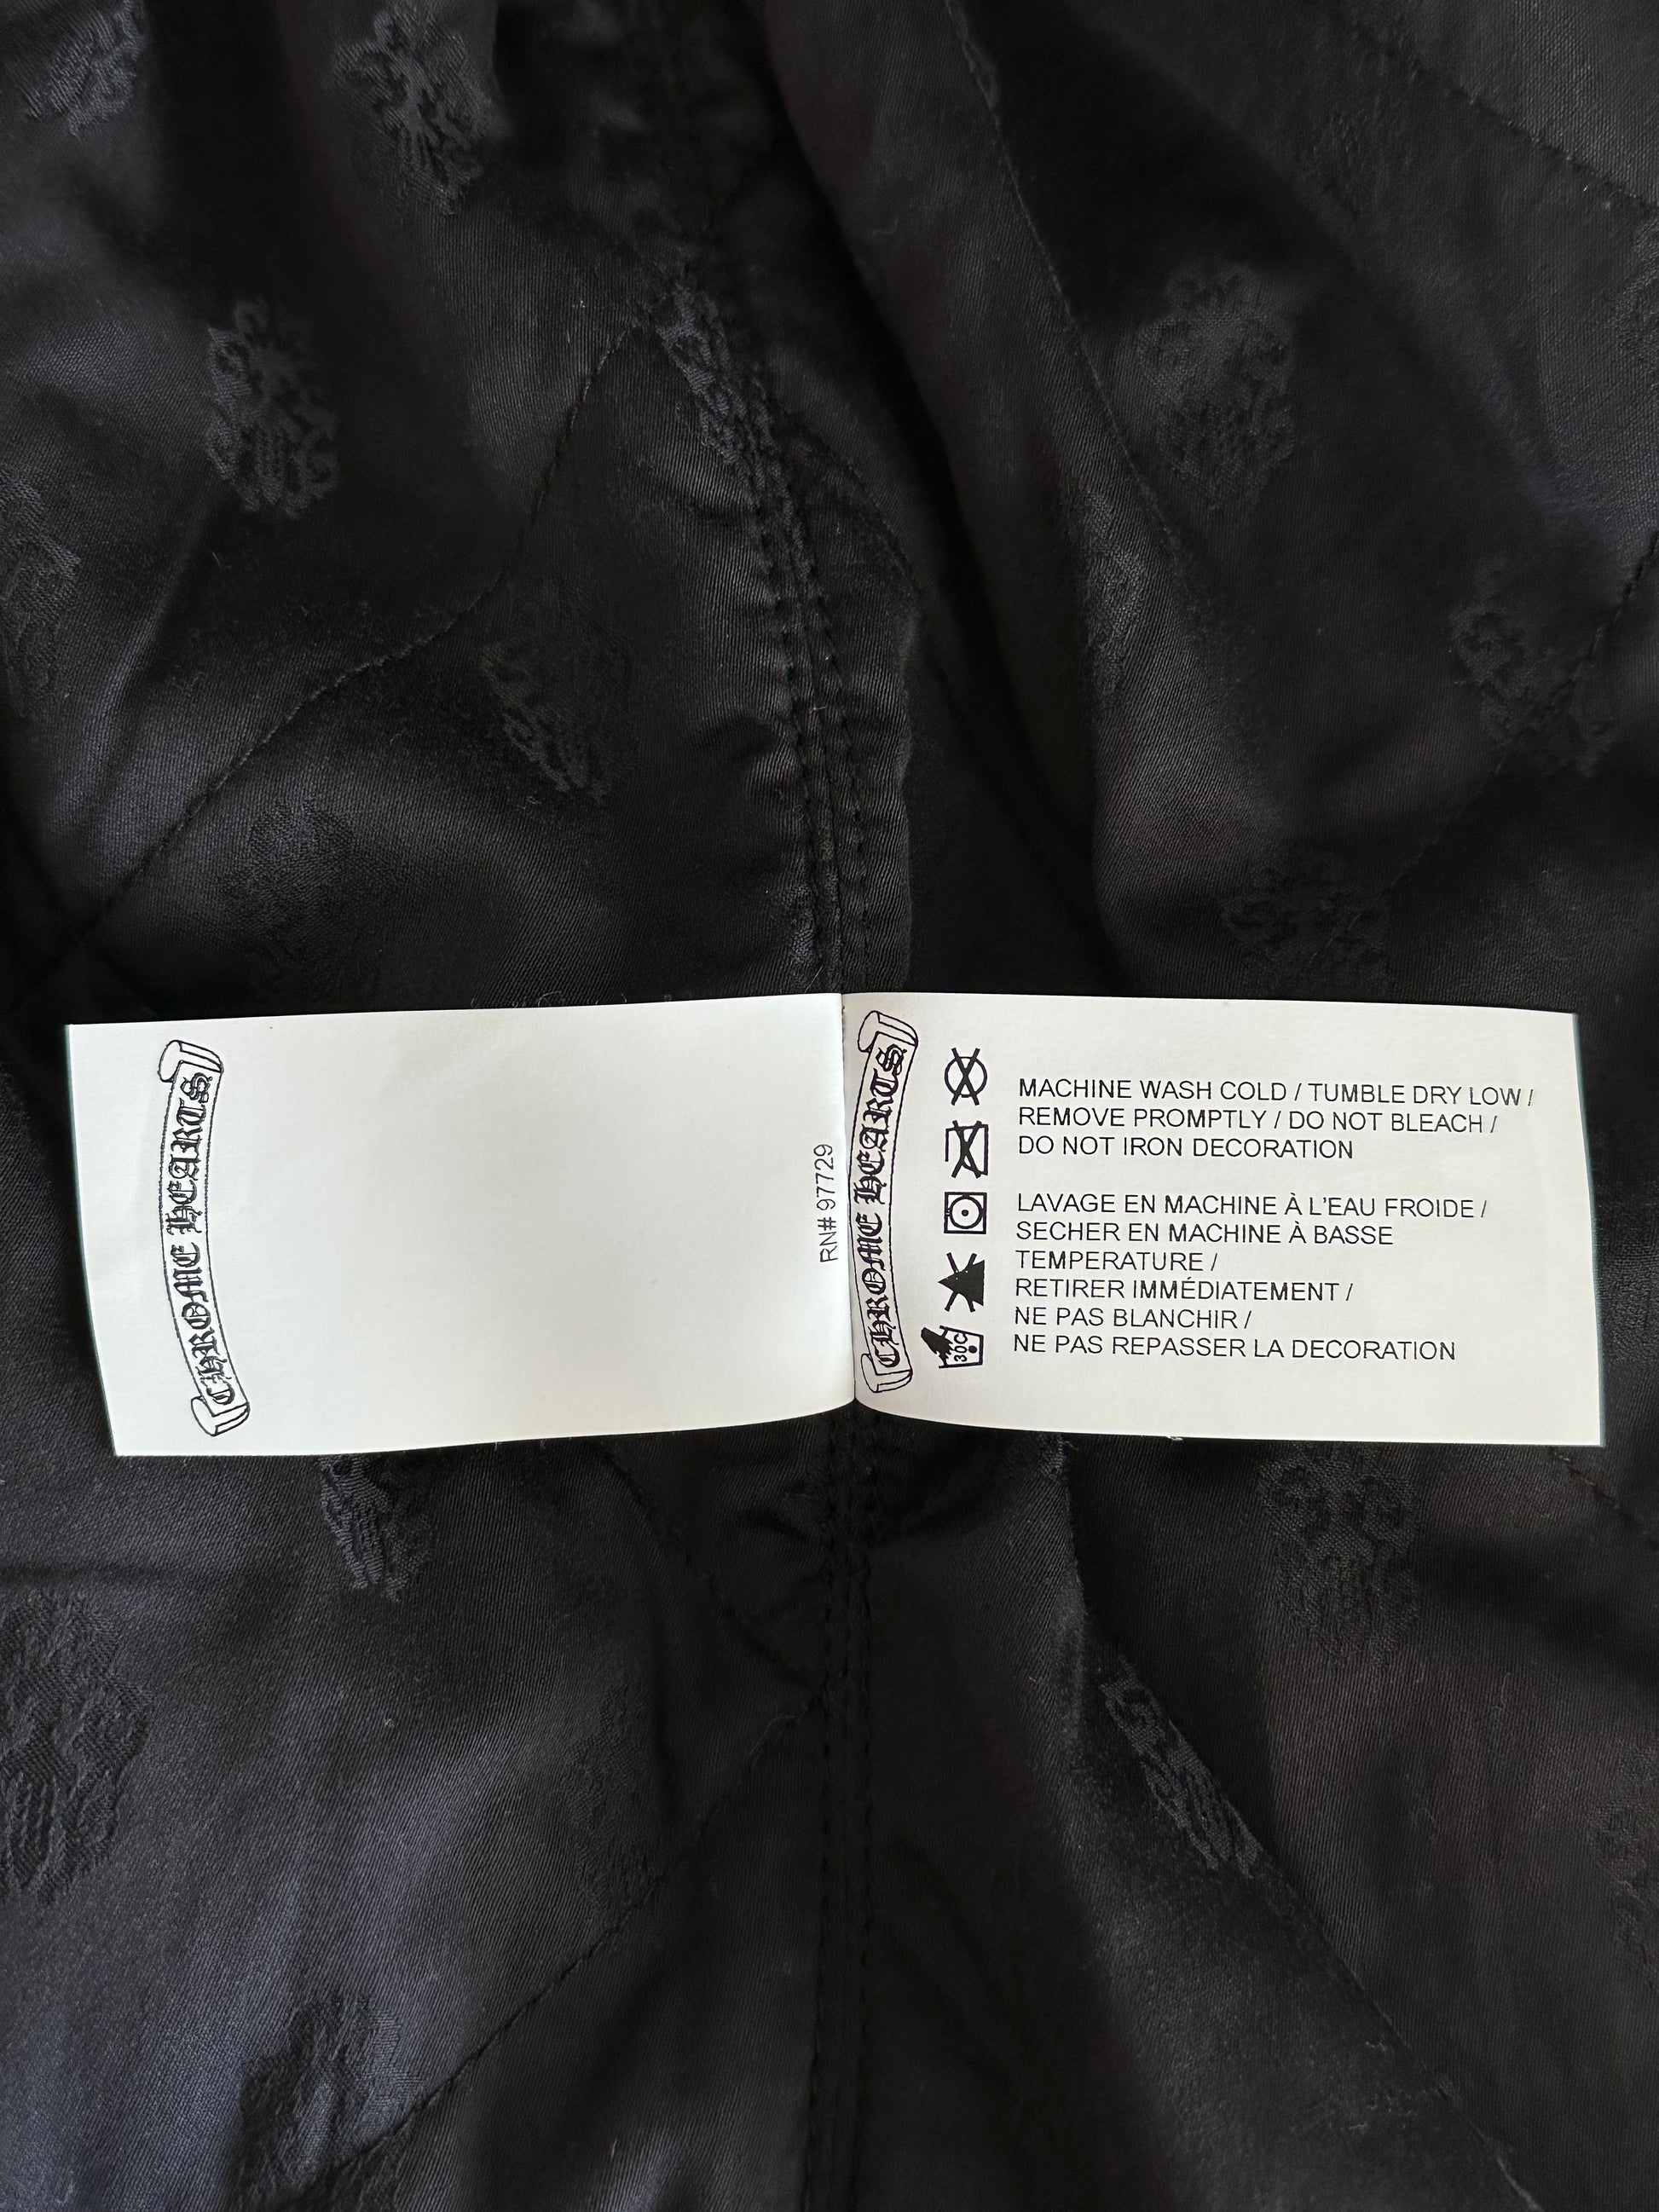 CHROME HEARTS
RN# 97729
CHROME HEARTS
MACHINE WASH COLD / TUMBLE DRY LOW /
REMOVE PROMPTLY / DO NOT BLEACH /
DO NOT IRON DECORATION
LAVAGE EN MACHINE À L'EAU FROIDE /
SECHER EN MACHINE À BASSE
TEMPERATURE /
RETIRER IMMÉDIATEMENT /
NE PAS BLANCHIR /
NE PAS REPASSER LA DECORATION
30C